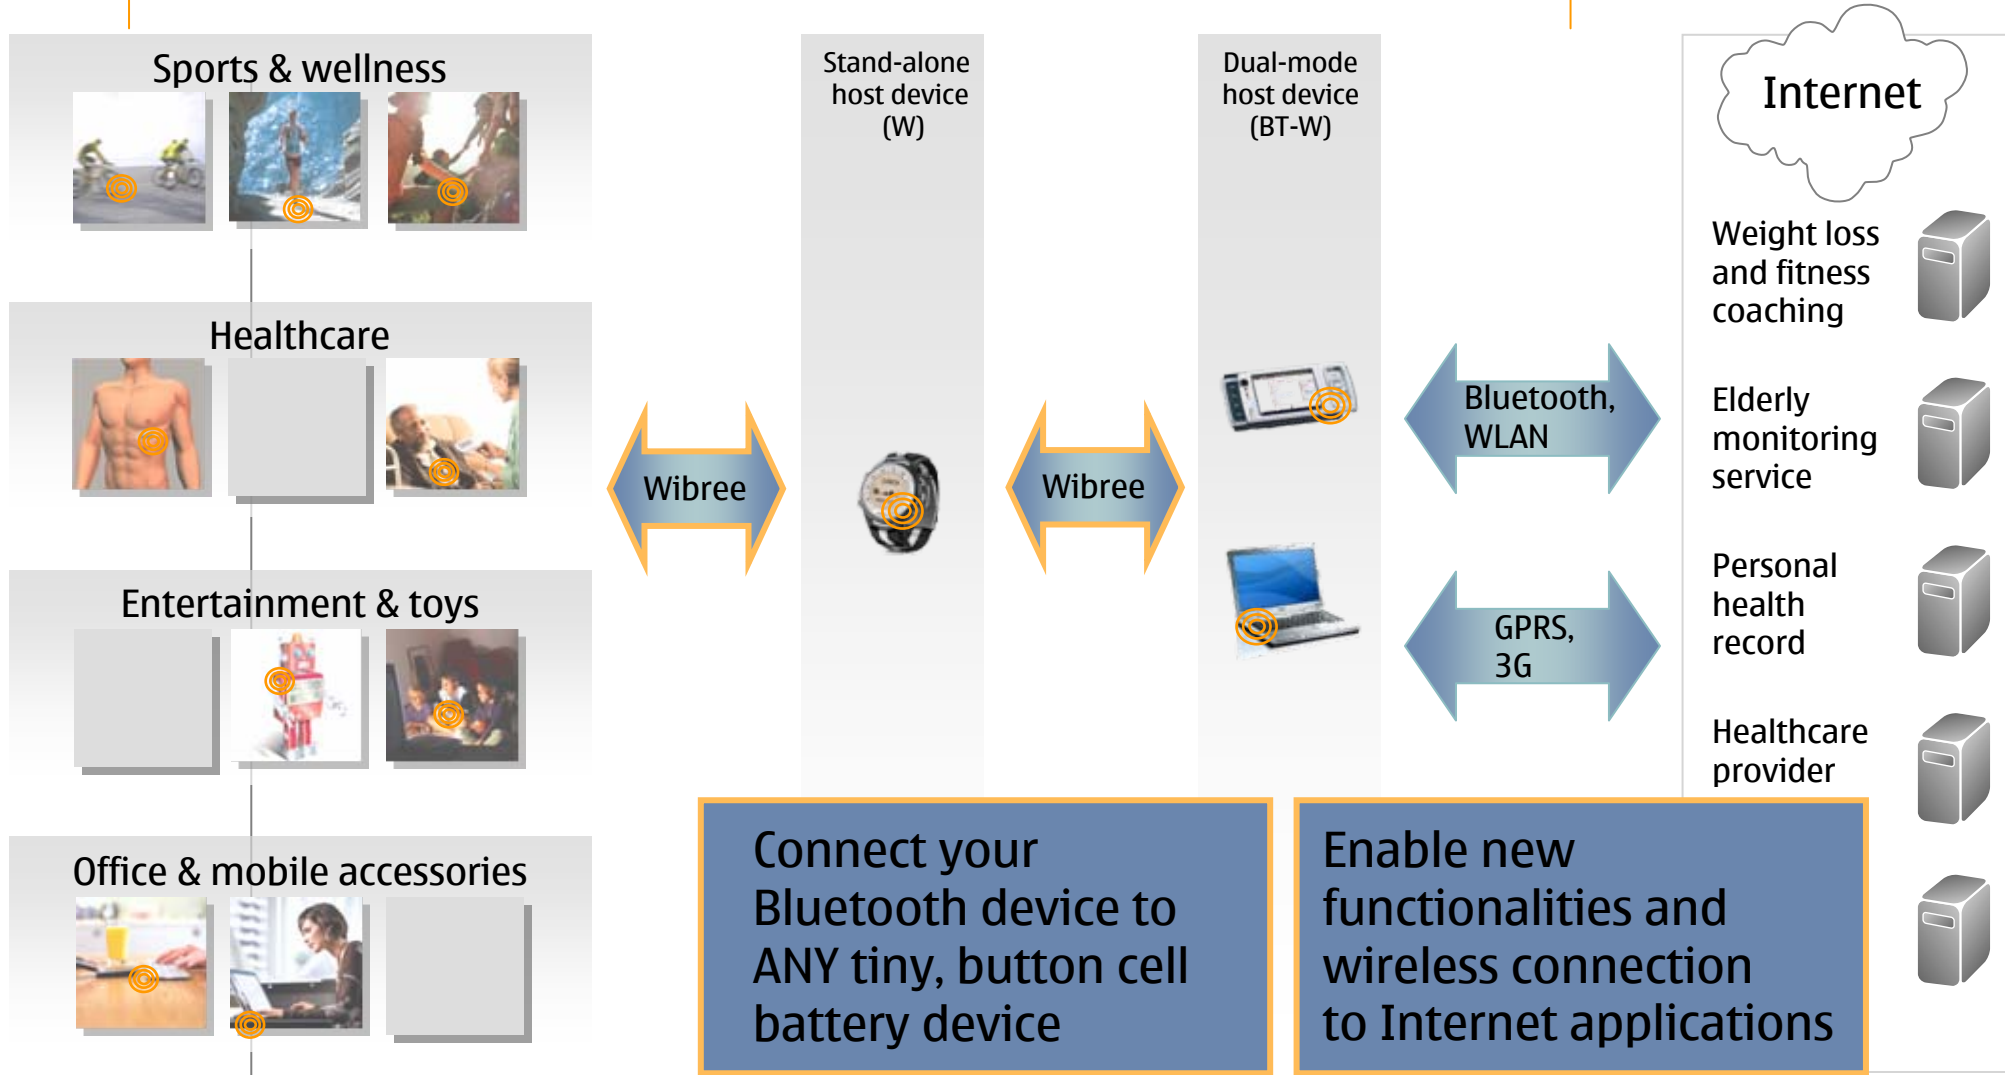 Sports & wellness
Healthcare
Entertainment & toys
Office & mobile accessories
Wibree
Stand-alone
host device
(W)
Wibree
Dual-mode
host device
(BT-W)
Bluetooth,
WLAN
GPRS,
3G
Internet
Weight loss
and fitness
coaching
Elderly
monitoring
service
Personal
health
record
Healthcare
provider
Connect your
Bluetooth device to
ANY tiny, button cell
battery device
Enable new
functionalities and
wireless connection
to Internet applications